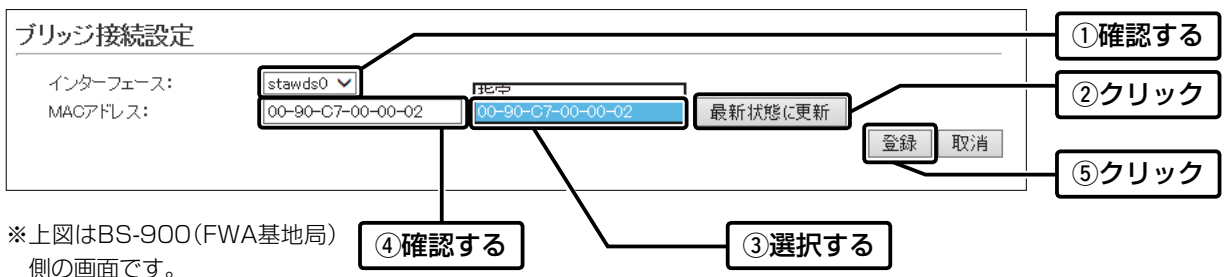 ブリッジ接続設定
①確認する
インターフェース:
stawds0
②クリック
MACアドレス:
00-90-C7-00-00-02
00-90-C7-00-00-02
最新状態に更新
登録
取消
⑤クリック
④確認する
③選択する
※上図はBS-900(FWA基地局)
側の画面です。